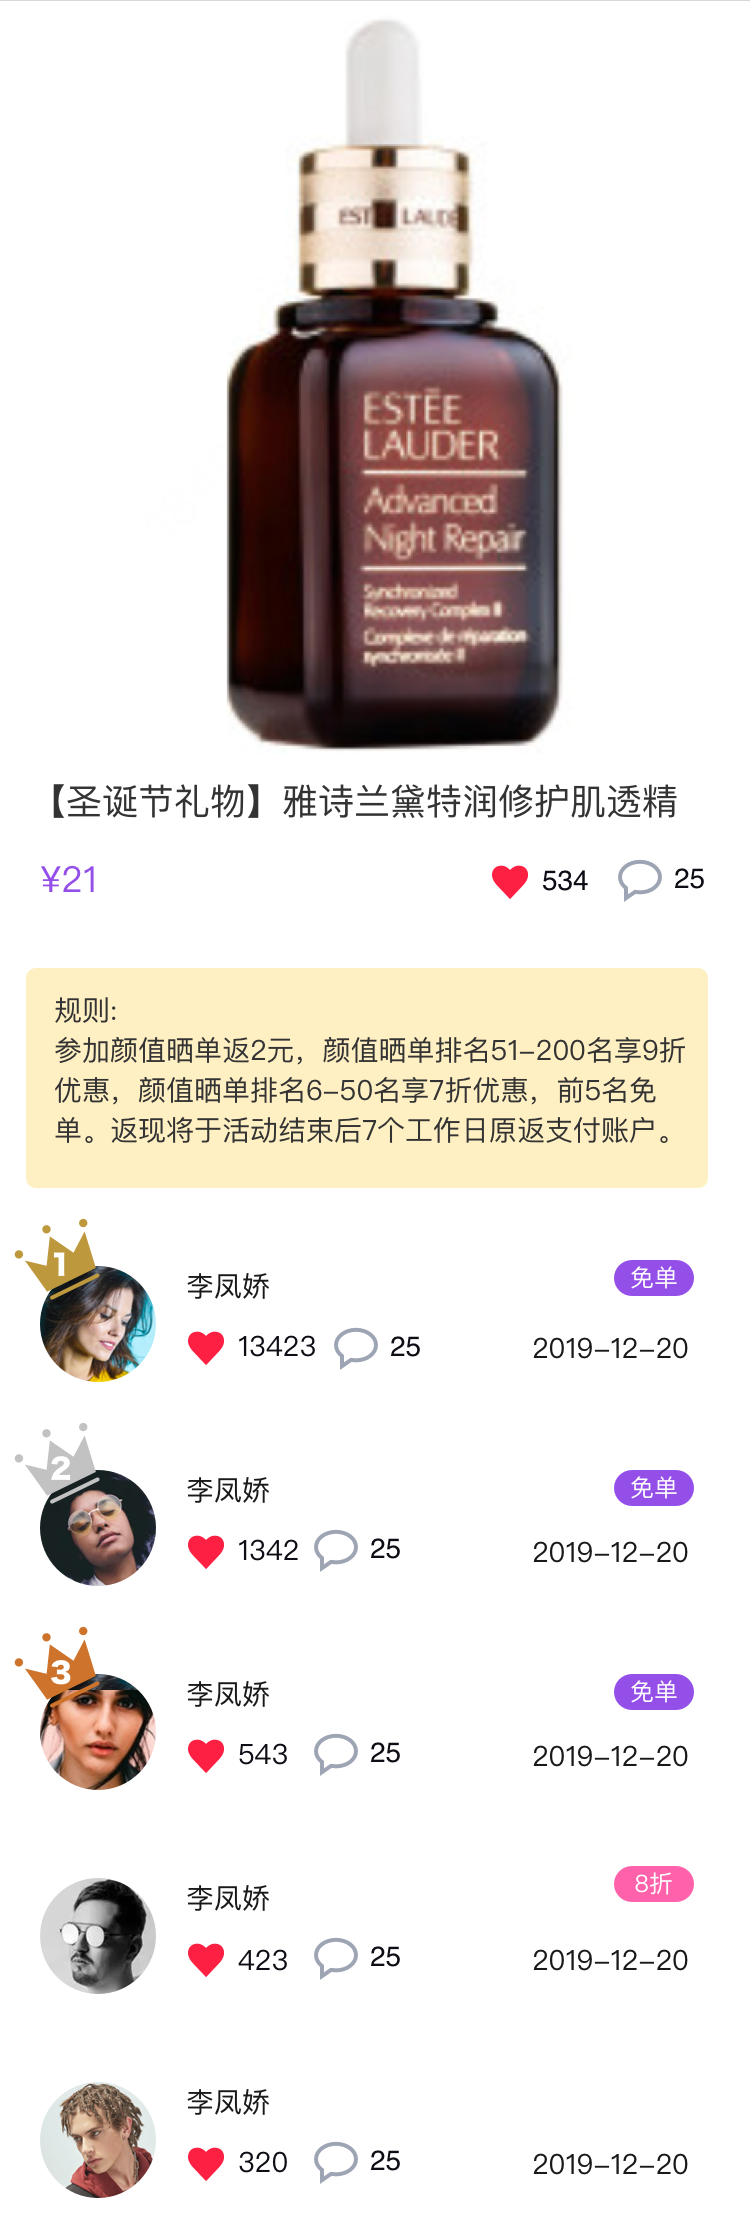 ESTĒE
LAUDER
Advanced
Night Repair
Synchronized
Recovery Complex II
Complexe de réparation
synchronisée II
【圣诞节礼物】雅诗兰黛特润修护肌透精
¥21
534
25
规则:
参加颜值晒单返2元，颜值晒单排名51-200名享9折
优惠，颜值晒单排名6-50名享7折优惠，前5名免
单。返现将于活动结束后7个工作日原返支付账户。
1
李凤娇
免单
13423
25
2019-12-20
2
李凤娇
免单
1342
25
2019-12-20
3
李凤娇
免单
543
25
2019-12-20
李凤娇
8折
423
25
2019-12-20
李凤娇
320
25
2019-12-20